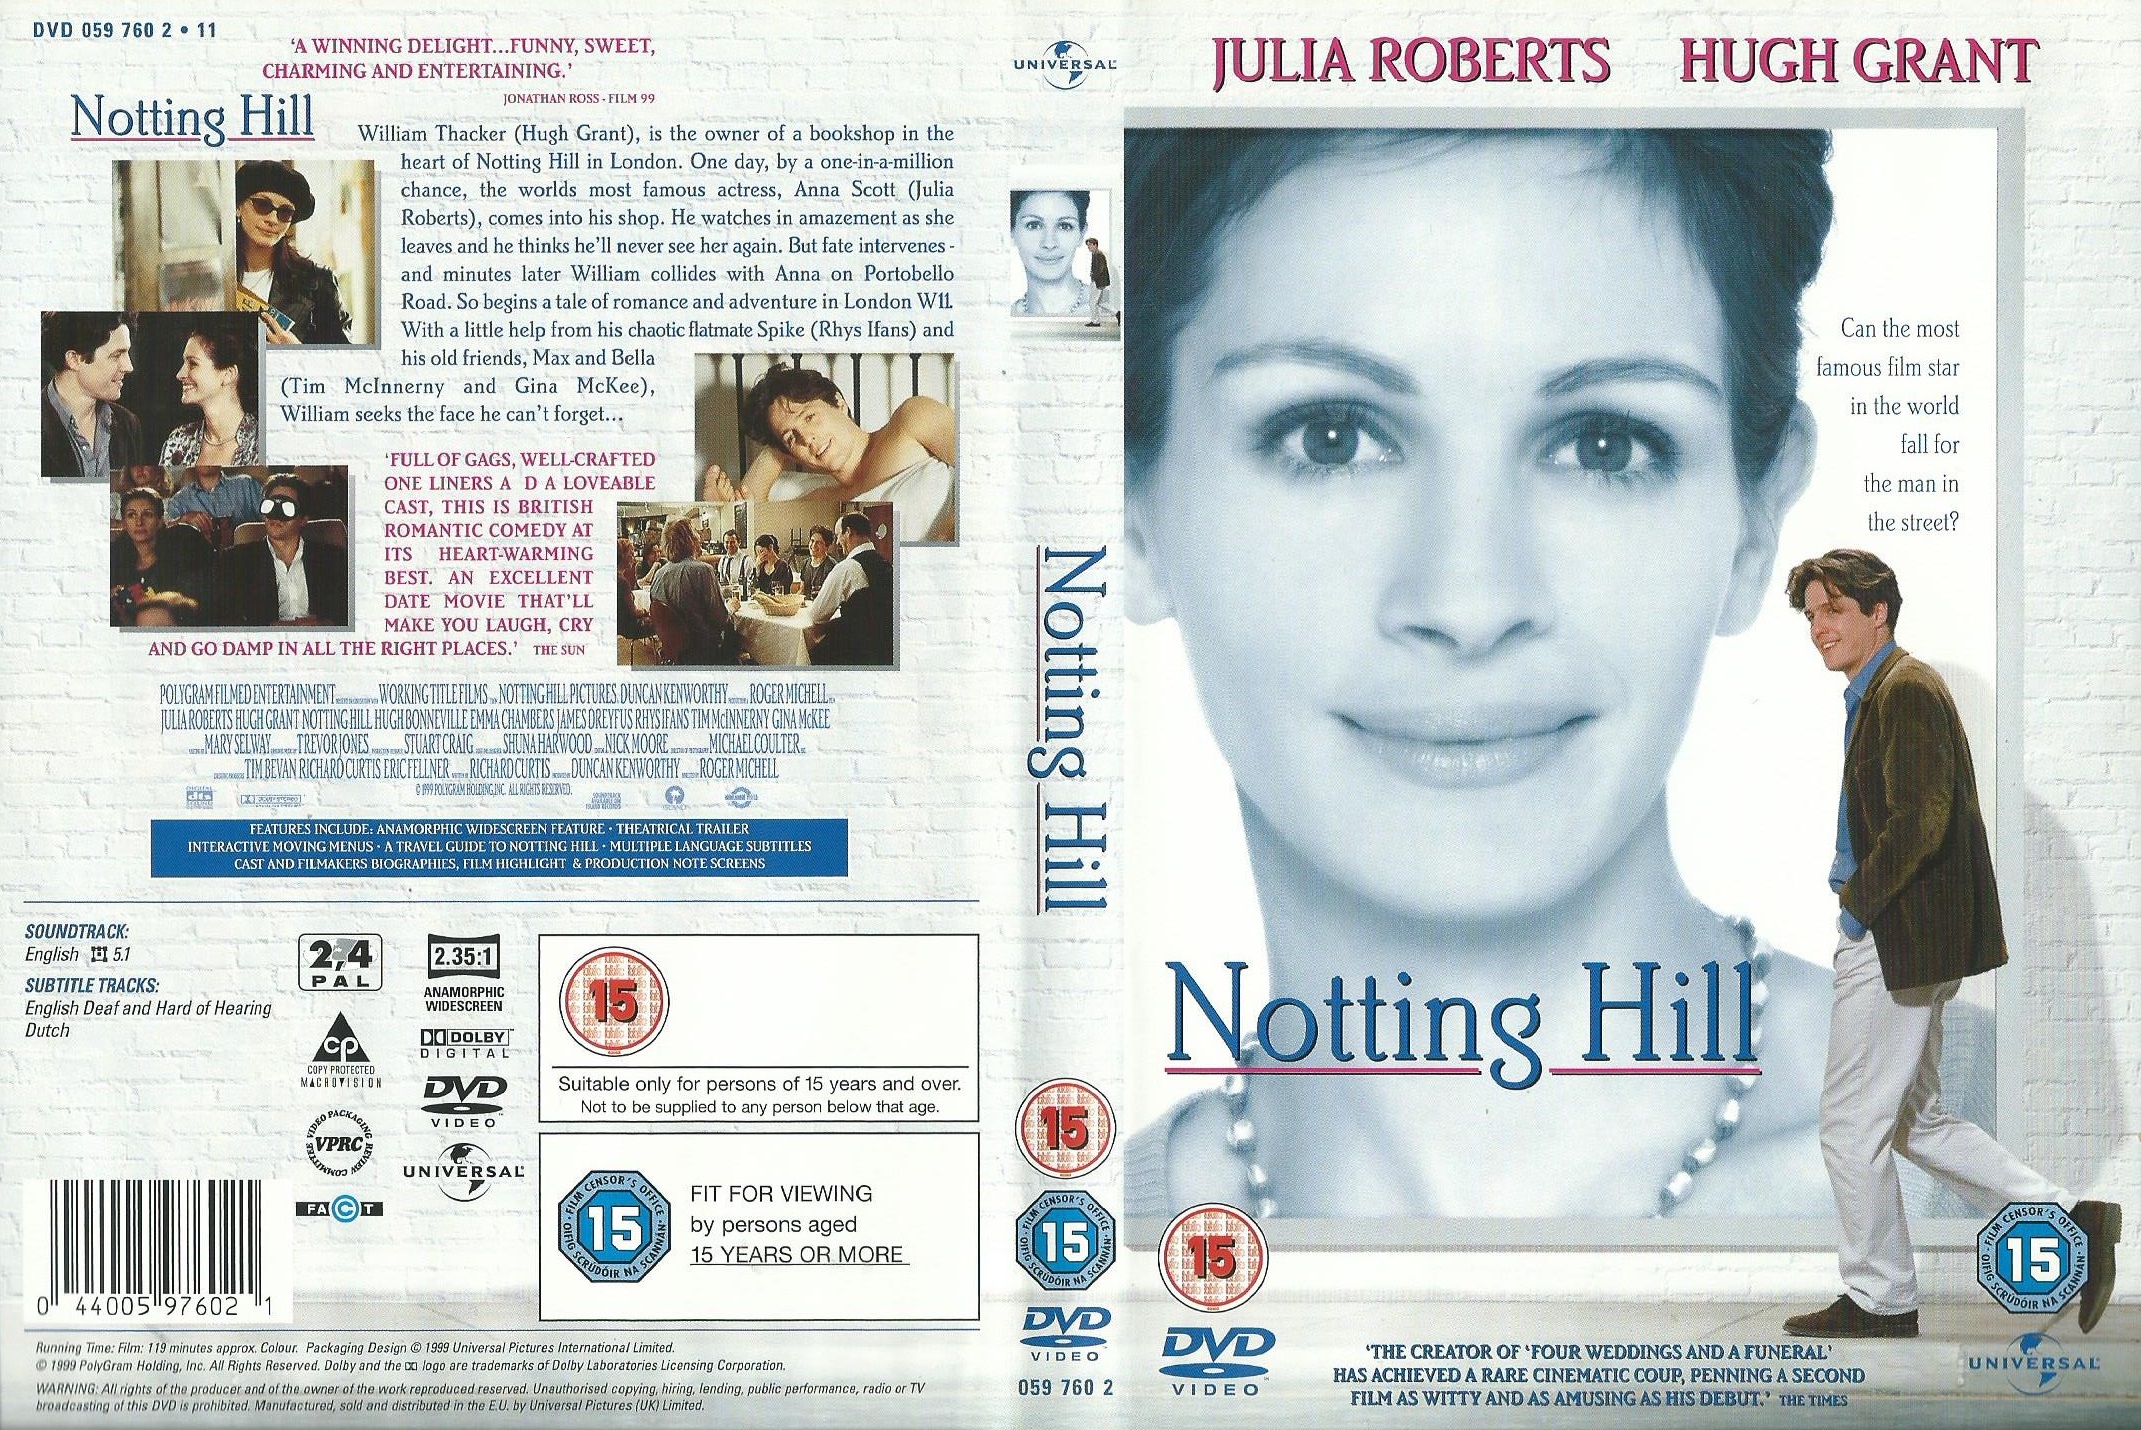 DVD 059 760 2 • 11
'A WINNING DELIGHT...FUNNY, SWEET,
CHARMING AND ENTERTAINING.'
JONATHAN ROSS - FILM 99
Notting Hill
William Thacker (Hugh Grant), is the owner of a bookshop in the
heart of Notting Hill in London. One day, by a one-in-a-million
chance, the worlds most famous actress, Anna Scott (Julia
Roberts), comes into his shop. He watches in amazement as she
leaves and he thinks he'll never see her again. But fate intervenes -
and minutes later William collides with Anna on Portobello
Road. So begins a tale of romance and adventure in London W11.
With a little help from his chaotic flatmate Spike (Rhys Ifans) and
his old friends, Max and Bella
(Tim McInnerny and Gina McKee),
William seeks the face he can't forget...
'FULL OF GAGS, WELL-CRAFTED
ONE LINERS A D A LOVEABLE
CAST, THIS IS BRITISH
ROMANTIC COMEDY AT
ITS HEART-WARMING
BEST. AN EXCELLENT
DATE MOVIE THAT'LL
MAKE YOU LAUGH, CRY
AND GO DAMP IN ALL THE RIGHT PLACES.' THE SUN
POLYGRAM FILMED ENTERTAINMENT WORKING TITLE FILMS NOTTING HILL PICTURES DUNCAN KENWORTHY ROGER MICHELL
JULIA ROBERTS HUGH GRANT NOTTING HILL HUGH BONNEVILLE EMMA CHAMBERS JAMES DREYFUS RHYS IFANS TIM McINNERNY GINA McKEE
MARY SELWAY TREVOR JONES STUART CRAIG SHUNA HARWOOD NICK MOORE MICHAEL COULTER
TIM BEVAN RICHARD CURTIS ERIC FELLNER RICHARD CURTIS DUNCAN KENWORTHY ROGER MICHELL
© 1999 POLYGRAM HOLDING, INC. ALL RIGHTS RESERVED.
FEATURES INCLUDE: ANAMORPHIC WIDESCREEN FEATURE • THEATRICAL TRAILER
INTERACTIVE MOVING MENUS • A TRAVEL GUIDE TO NOTTING HILL • MULTIPLE LANGUAGE SUBTITLES
CAST AND FILMAKERS BIOGRAPHIES, FILM HIGHLIGHT & PRODUCTION NOTE SCREENS
SOUNDTRACK:
English 5.1
SUBTITLE TRACKS:
English Deaf and Hard of Hearing
Dutch
2,4
PAL
COPY PROTECTED
MACROVISION
VIDEO PACKAGING REVIEW COMMITTEE
VPRC
FACT
2.35:1
ANAMORPHIC
WIDESCREEN
DOLBY
DIGITAL
DVD
VIDEO
UNIVERSAL
15
Suitable only for persons of 15 years and over.
Not to be supplied to any person below that age.
FILM CENSOR'S OFFICE
15
OIFIG SCRÚDÓIR NA SCANNÁN
FIT FOR VIEWING
by persons aged
15 YEARS OR MORE
0 44005 97602 1
Running Time: Film: 119 minutes approx. Colour. Packaging Design © 1999 Universal Pictures International Limited.
© 1999 PolyGram Holding, Inc. All Rights Reserved. Dolby and the logo are trademarks of Dolby Laboratories Licensing Corporation.
WARNING: All rights of the producer and of the owner of the work reproduced reserved. Unauthorised copying, hiring, lending, public performance, radio or TV
broadcasting of this DVD is prohibited. Manufactured, sold and distributed in the E.U. by Universal Pictures (UK) Limited.
UNIVERSAL
Notting Hill
15
FILM CENSOR'S OFFICE
15
OIFIG SCRÚDÓIR NA SCANNÁN
DVD
VIDEO
059 760 2
JULIA ROBERTS HUGH GRANT
Can the most
famous film star
in the world
fall for
the man in
the street?
Notting Hill
15
FILM CENSOR'S OFFICE
15
OIFIG SCRÚDÓIR NA SCANNÁN
DVD
VIDEO
'THE CREATOR OF 'FOUR WEDDINGS AND A FUNERAL'
HAS ACHIEVED A RARE CINEMATIC COUP, PENNING A SECOND
FILM AS WITTY AND AS AMUSING AS HIS DEBUT.' THE TIMES
UNIVERSAL